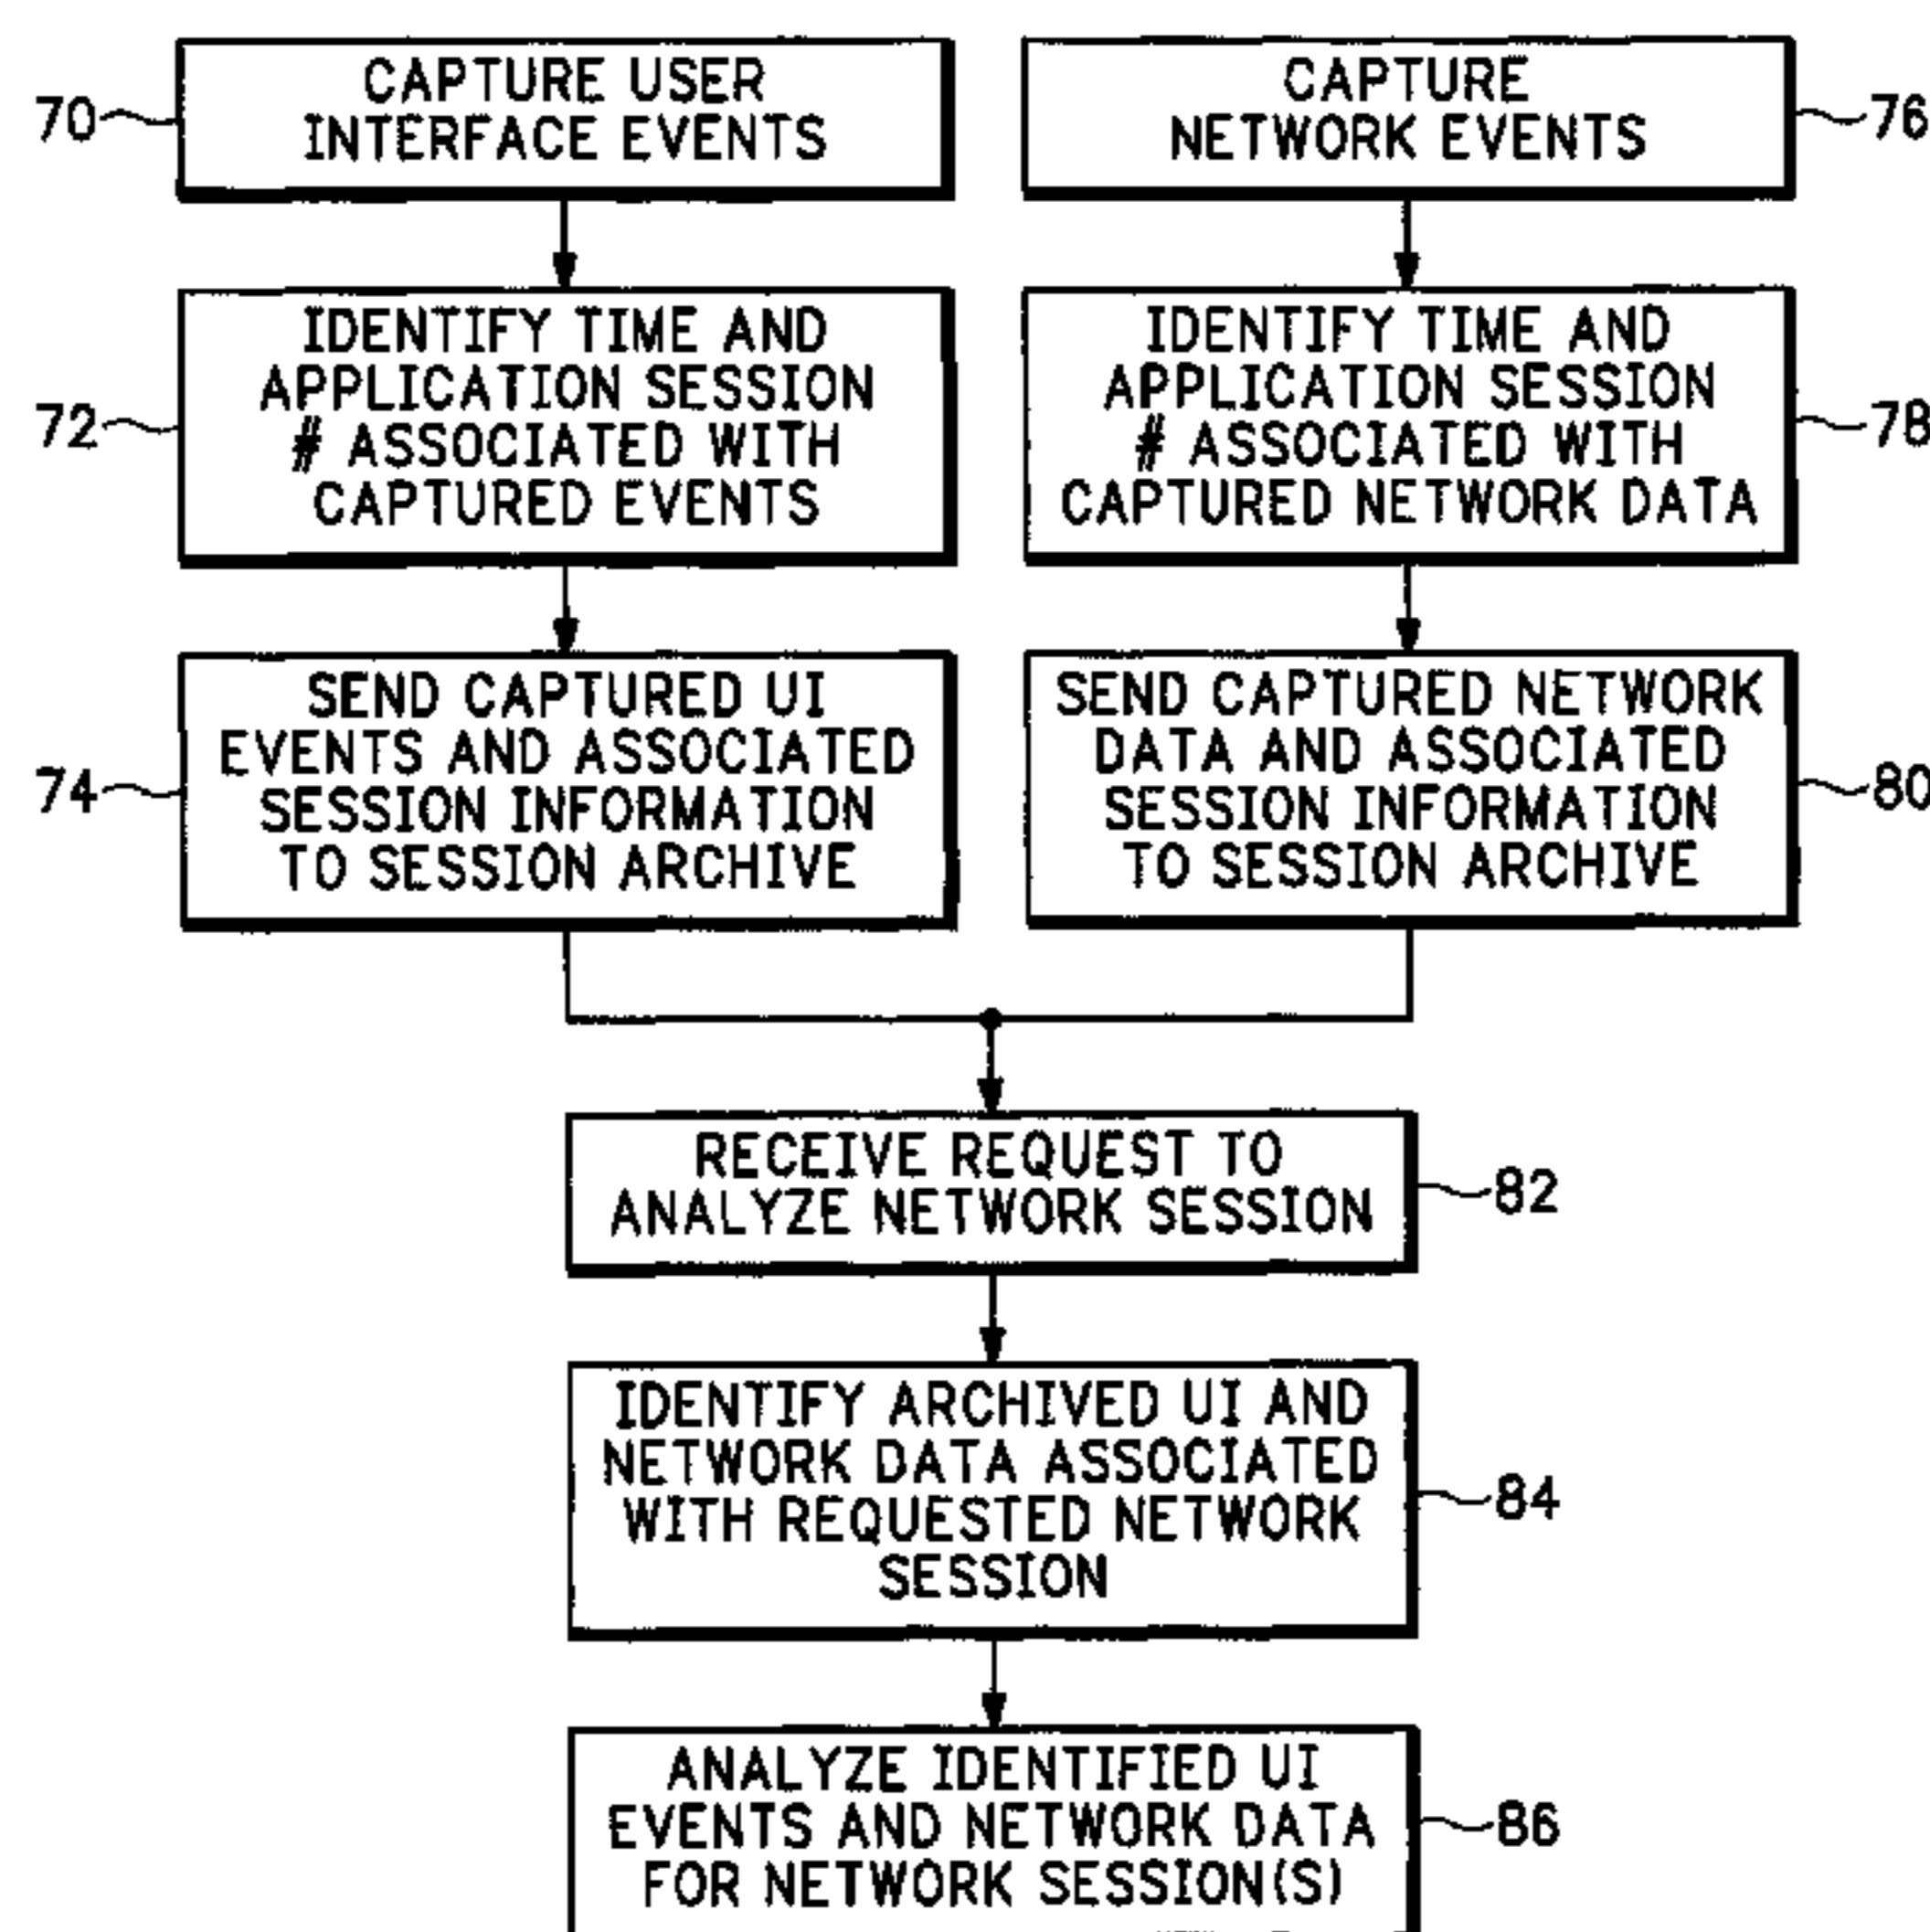 70
CAPTURE USER
INTERFACE EVENTS
CAPTURE
NETWORK EVENTS
76
72
IDENTIFY TIME AND
APPLICATION SESSION
# ASSOCIATED WITH
CAPTURED EVENTS
IDENTIFY TIME AND
APPLICATION SESSION
# ASSOCIATED WITH
CAPTURED NETWORK DATA
78
74
SEND CAPTURED UI
EVENTS AND ASSOCIATED
SESSION INFORMATION
TO SESSION ARCHIVE
SEND CAPTURED NETWORK
DATA AND ASSOCIATED
SESSION INFORMATION
TO SESSION ARCHIVE
80
RECEIVE REQUEST TO
ANALYZE NETWORK SESSION
82
IDENTIFY ARCHIVED UI AND
NETWORK DATA ASSOCIATED
WITH REQUESTED NETWORK
SESSION
84
ANALYZE IDENTIFIED UI
EVENTS AND NETWORK DATA
FOR NETWORK SESSION(S)
86